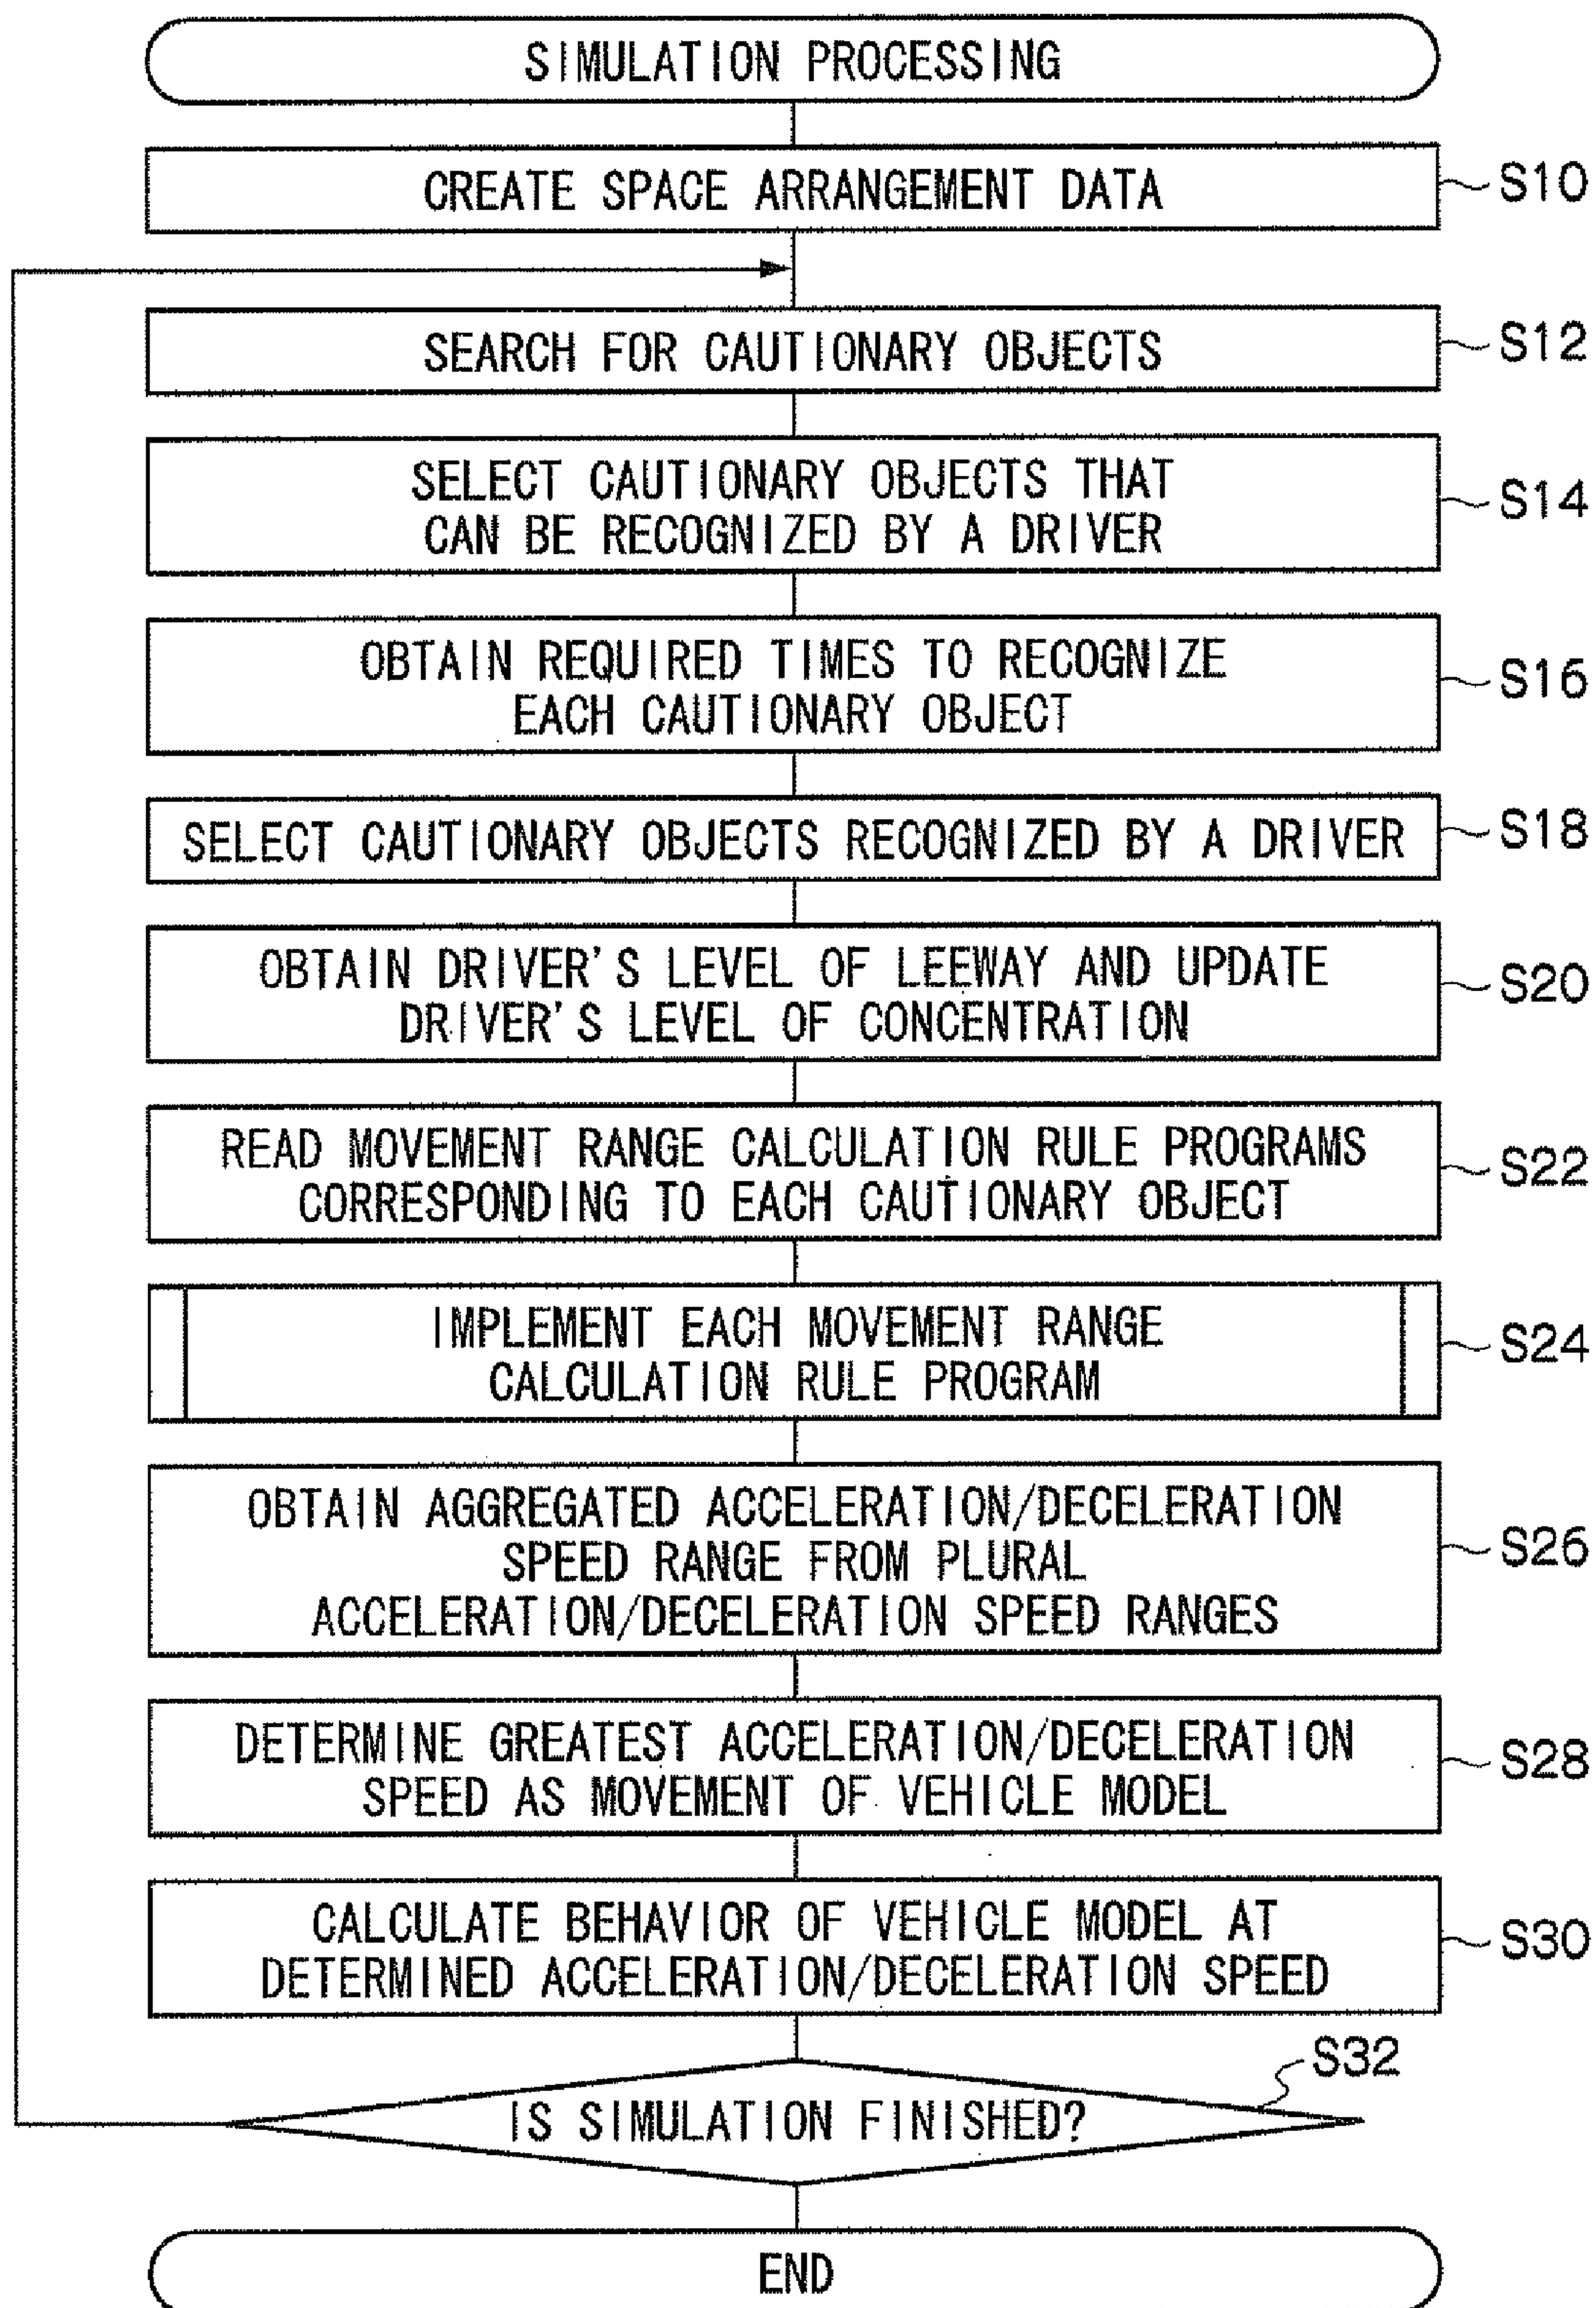 SIMULATION PROCESSING
CREATE SPACE ARRANGEMENT DATA
S10
SEARCH FOR CAUTIONARY OBJECTS
S12
SELECT CAUTIONARY OBJECTS THAT
CAN BE RECOGNIZED BY A DRIVER
S14
OBTAIN REQUIRED TIMES TO RECOGNIZE
EACH CAUTIONARY OBJECT
S16
SELECT CAUTIONARY OBJECTS RECOGNIZED BY A DRIVER
S18
OBTAIN DRIVER'S LEVEL OF LEEWAY AND UPDATE
DRIVER'S LEVEL OF CONCENTRATION
S20
READ MOVEMENT RANGE CALCULATION RULE PROGRAMS
CORRESPONDING TO EACH CAUTIONARY OBJECT
S22
IMPLEMENT EACH MOVEMENT RANGE
CALCULATION RULE PROGRAM
S24
OBTAIN AGGREGATED ACCELERATION/DECELERATION
SPEED RANGE FROM PLURAL
ACCELERATION/DECELERATION SPEED RANGES
S26
DETERMINE GREATEST ACCELERATION/DECELERATION
SPEED AS MOVEMENT OF VEHICLE MODEL
S28
CALCULATE BEHAVIOR OF VEHICLE MODEL AT
DETERMINED ACCELERATION/DECELERATION SPEED
S30
S32
IS SIMULATION FINISHED?
END